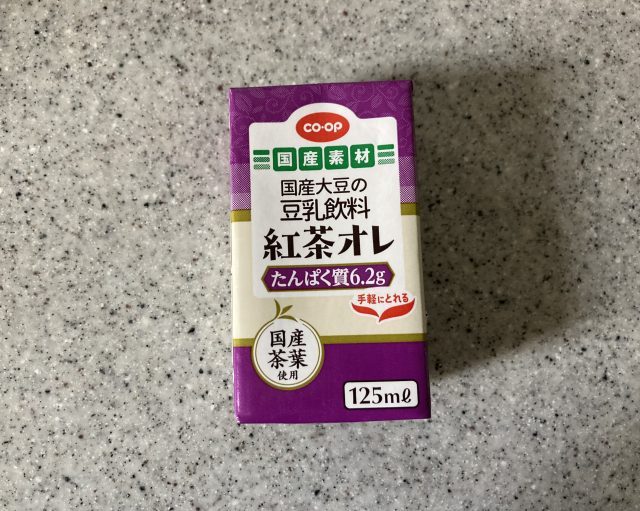 CO・OP
国産素材
国産大豆の
豆乳飲料
紅茶オレ
たんぱく質6.2g
手軽にとれる
国産
茶葉
使用
125mℓ